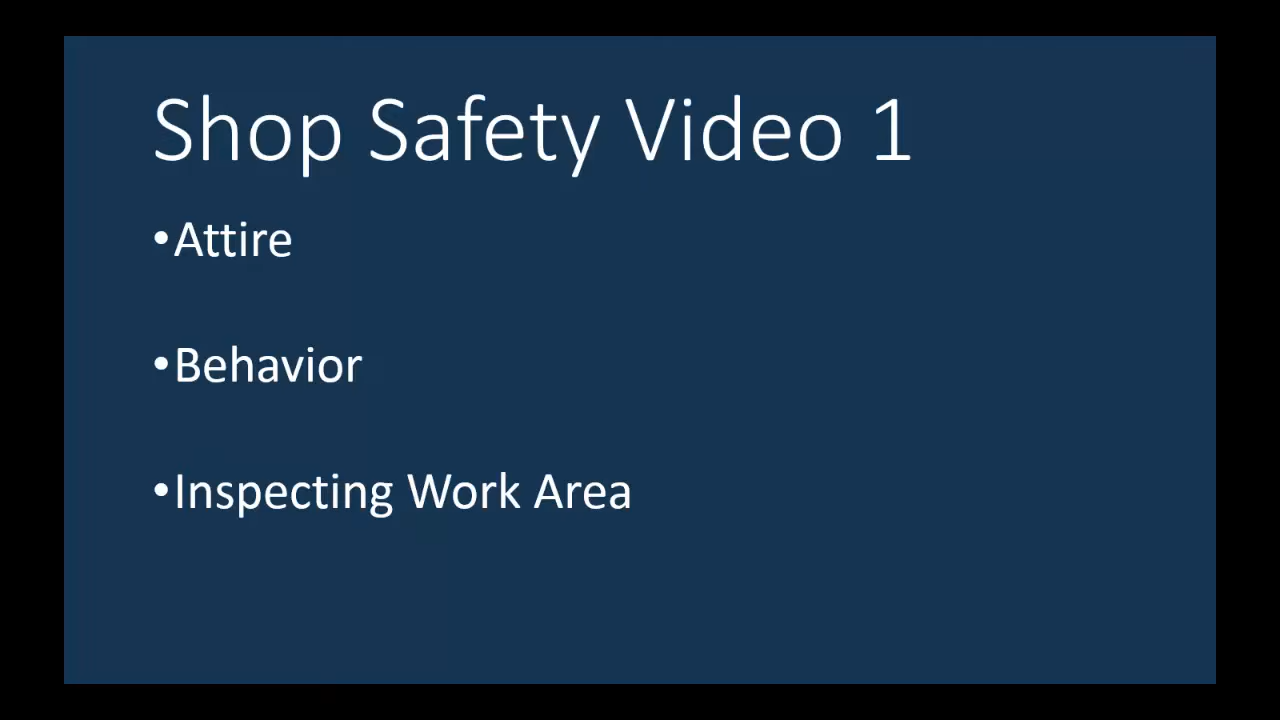 Shop Safety Video 1
•Attire
•Behavior
•Inspecting Work Area